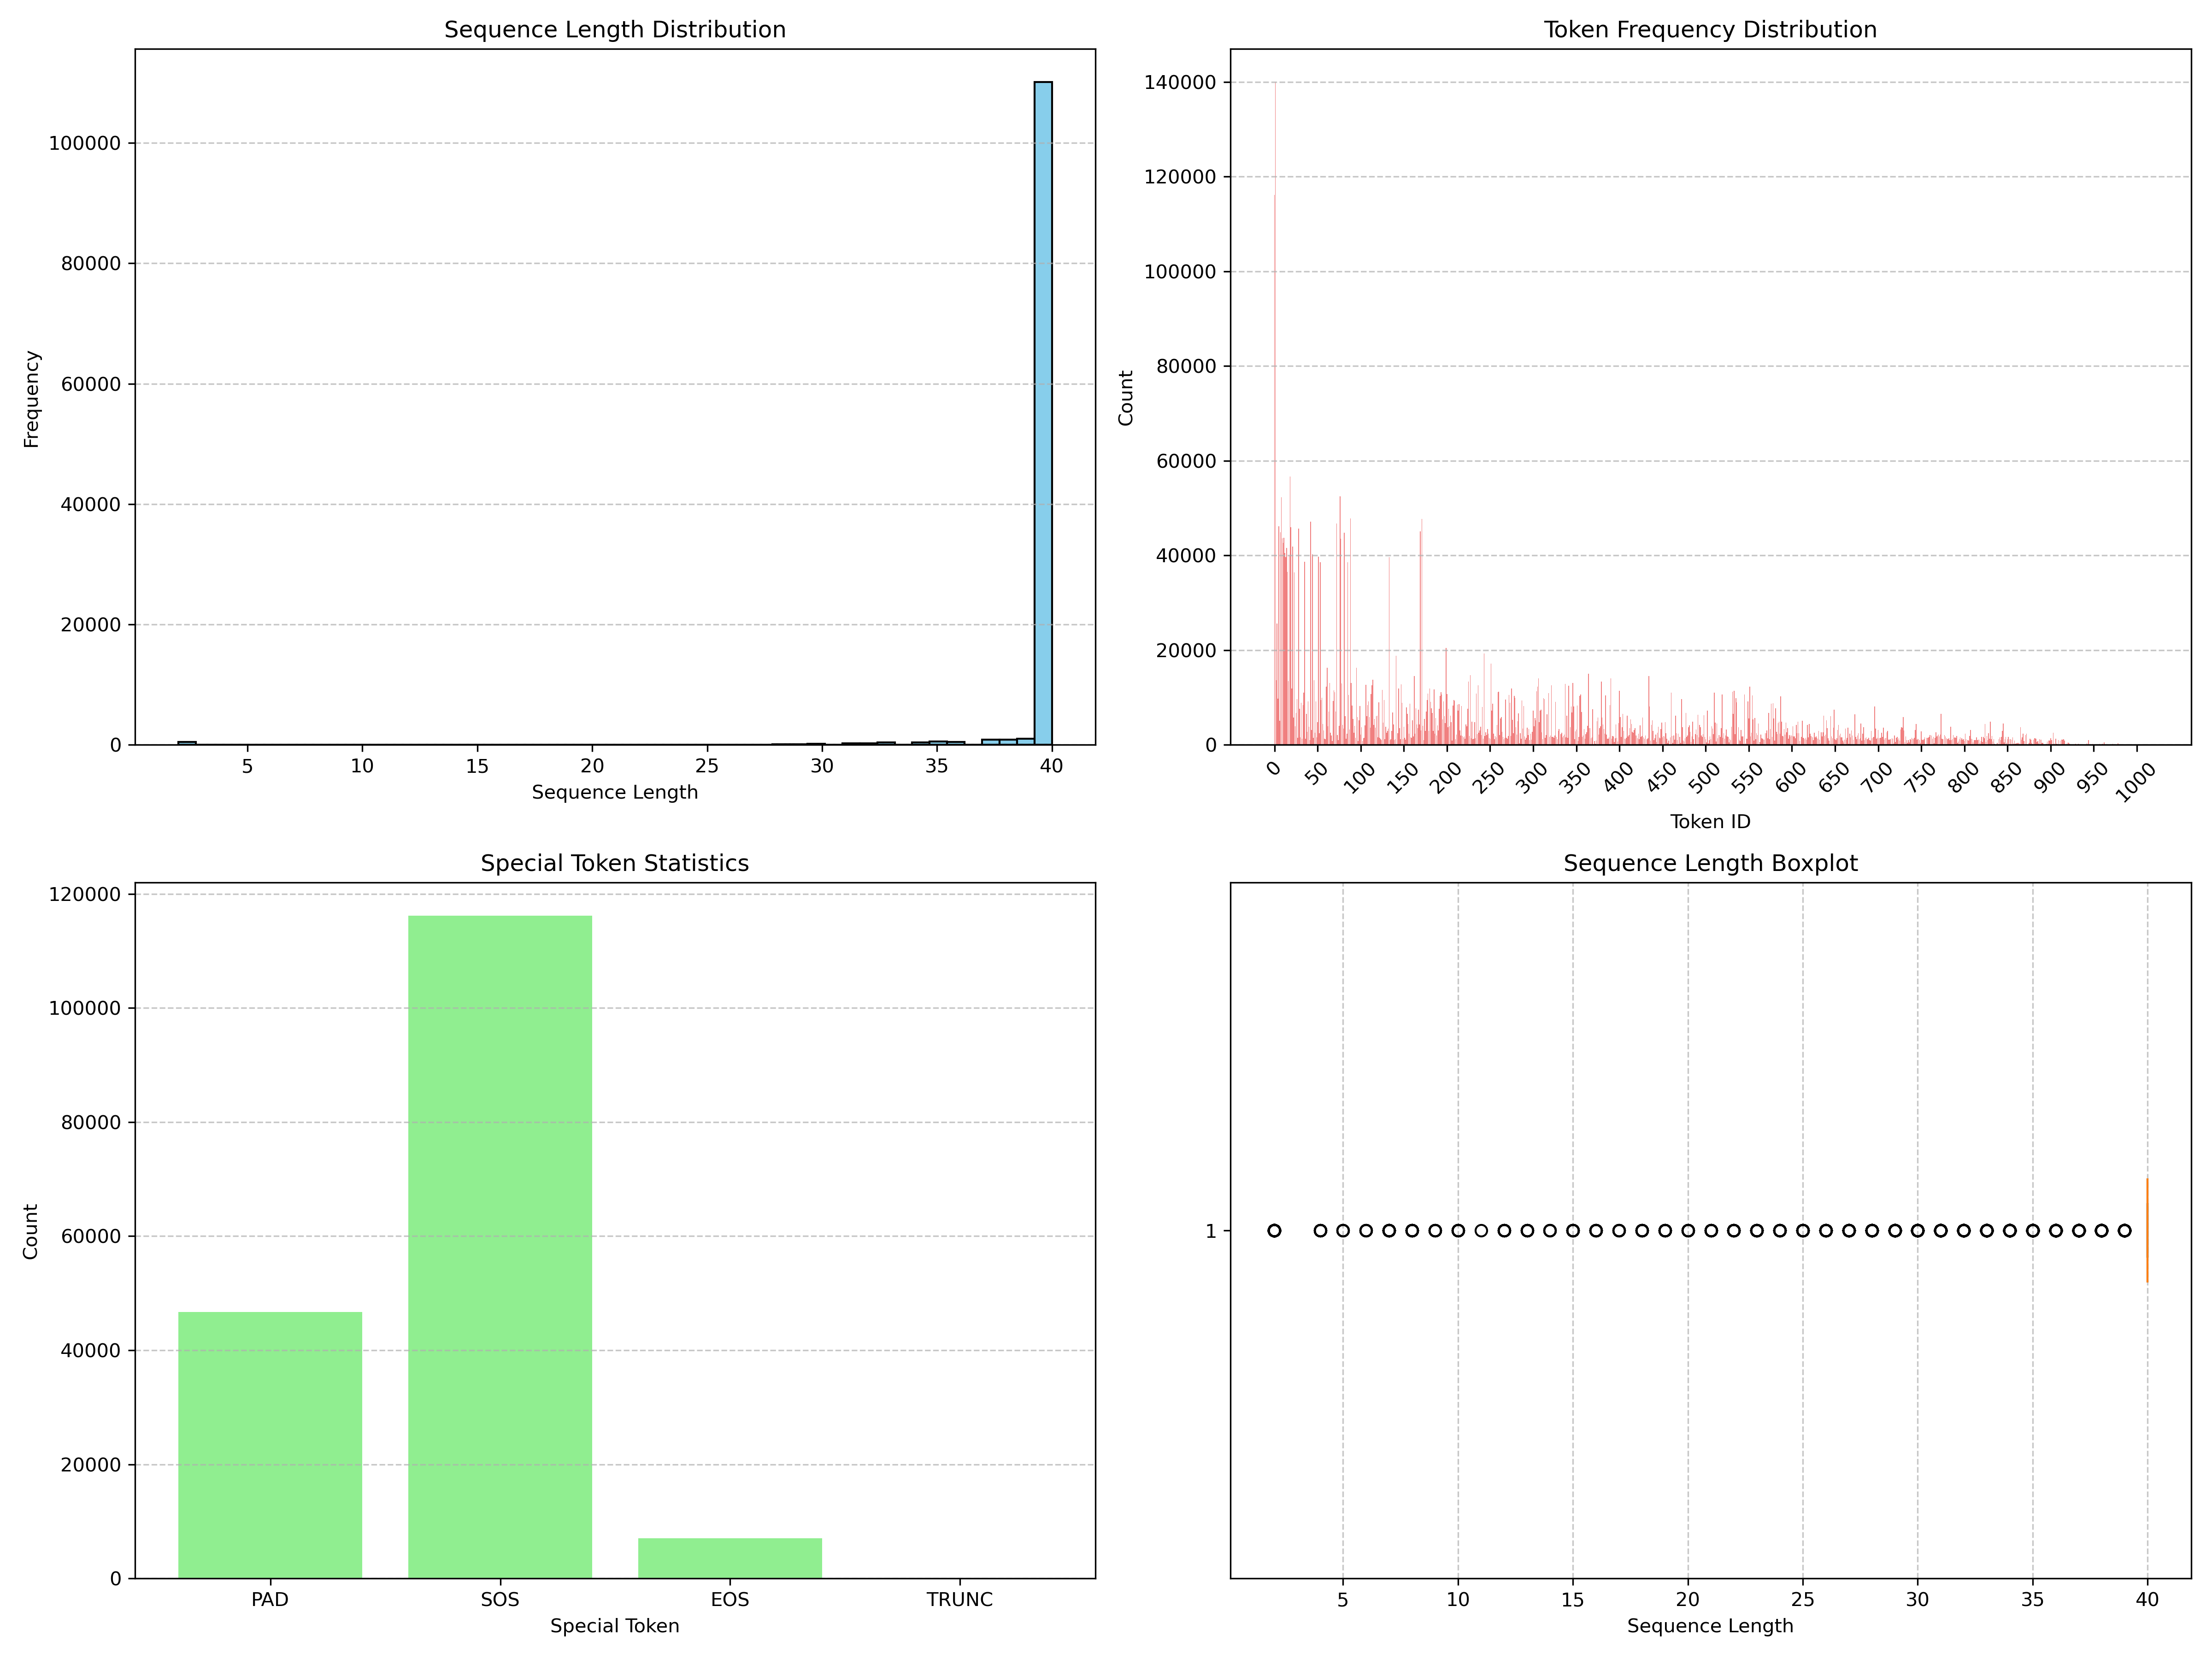 Sequence Length Distribution
Frequency
100000
80000
60000
40000
20000
0
5 10 15 20 25 30 35 40
Sequence Length
Token Frequency Distribution
Count
140000
120000
100000
80000
60000
40000
20000
0
0 50 100 150 200 250 300 350 400 450 500 550 600 650 700 750 800 850 900 950 1000
Token ID
Special Token Statistics
Count
120000
100000
80000
60000
40000
20000
0
PAD SOS EOS TRUNC
Special Token
Sequence Length Boxplot
1
5 10 15 20 25 30 35 40
Sequence Length